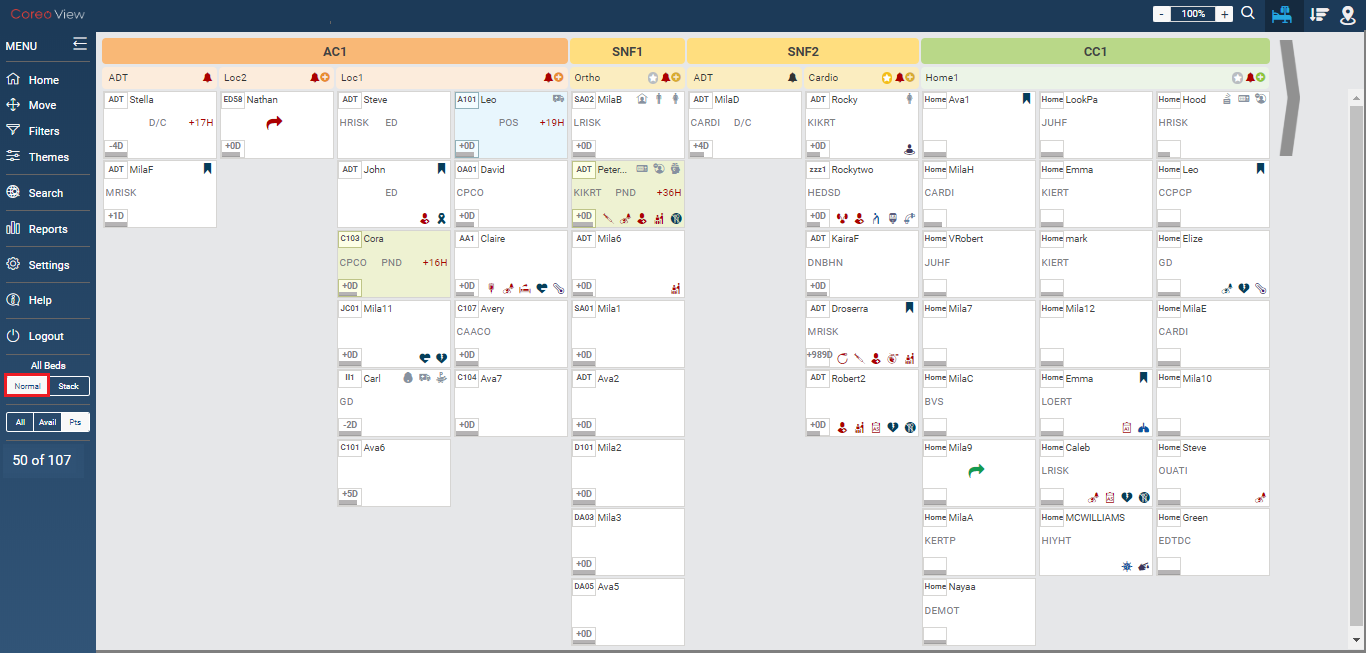 Coreo View
- 100% +
MENU
Home
Move
Filters
Themes
Search
Reports
Settings
Help
Logout
All Beds
Normal Stack
All Avail Pts
50 of 107
AC1 SNF1 SNF2 CC1
ADT Loc2 Loc1 Ortho ADT Cardio Home1
ADT Stella
D/C +17H
-4D
ADT MilaF
MRISK
+1D
ED58 Nathan
+0D
ADT Steve
HRISK ED
ADT John
ED
C103 Cora
CPCO PND +16H
+0D
JC01 Mila11
+0D
II1 Carl
GD
-2D
C101 Ava6
+5D
A101 Leo
POS +19H
+0D
OA01 David
CPCO
+0D
AA1 Claire
+0D
C107 Avery
CAACO
+0D
C104 Ava7
+0D
SA02 MilaB
LRISK
+0D
ADT Peter...
KIKRT PND +36H
+0D
ADT Mila6
+0D
SA01 Mila1
+0D
ADT Ava2
+0D
D101 Mila2
+0D
DA03 Mila3
+0D
DA05 Ava5
+0D
ADT MilaD
CARDI D/C
+4D
ADT Rocky
KIKRT
+0D
zzz1 Rockytwo
HEDSD
+0D
ADT KairaF
DNBHN
+0D
ADT Droserra
MRISK
+989D
ADT Robert2
+0D
Home Ava1
Home MilaH
CARDI
Home VRobert
JUHF
Home Mila7
Home MilaC
BVS
Home Mila9
Home MilaA
KERTP
Home Nayaa
DEMOT
Home LookPa
JUHF
Home Emma
KIERT
Home mark
KIERT
Home Mila12
Home Emma
LOERT
Home Caleb
LRISK
Home MCWILLIAMS
HIYHT
Home Hood
HRISK
Home Leo
CCPCP
Home Elize
GD
Home MilaE
CARDI
Home Mila10
Home Steve
OUATI
Home Green
EDTDC